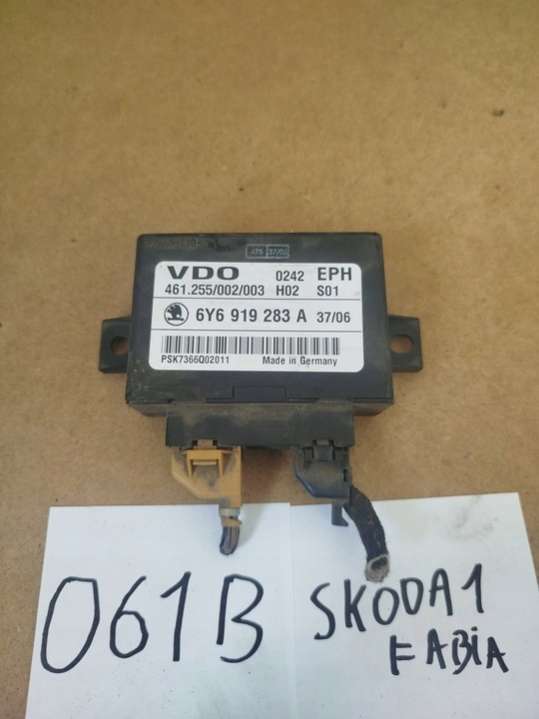 VDO 0242 EPH
461.255/002/003 H02 S01
6Y6 919 283 A 37/06
PSK7366Q02011 Made in Germany
061B
SKODA1
FABiA